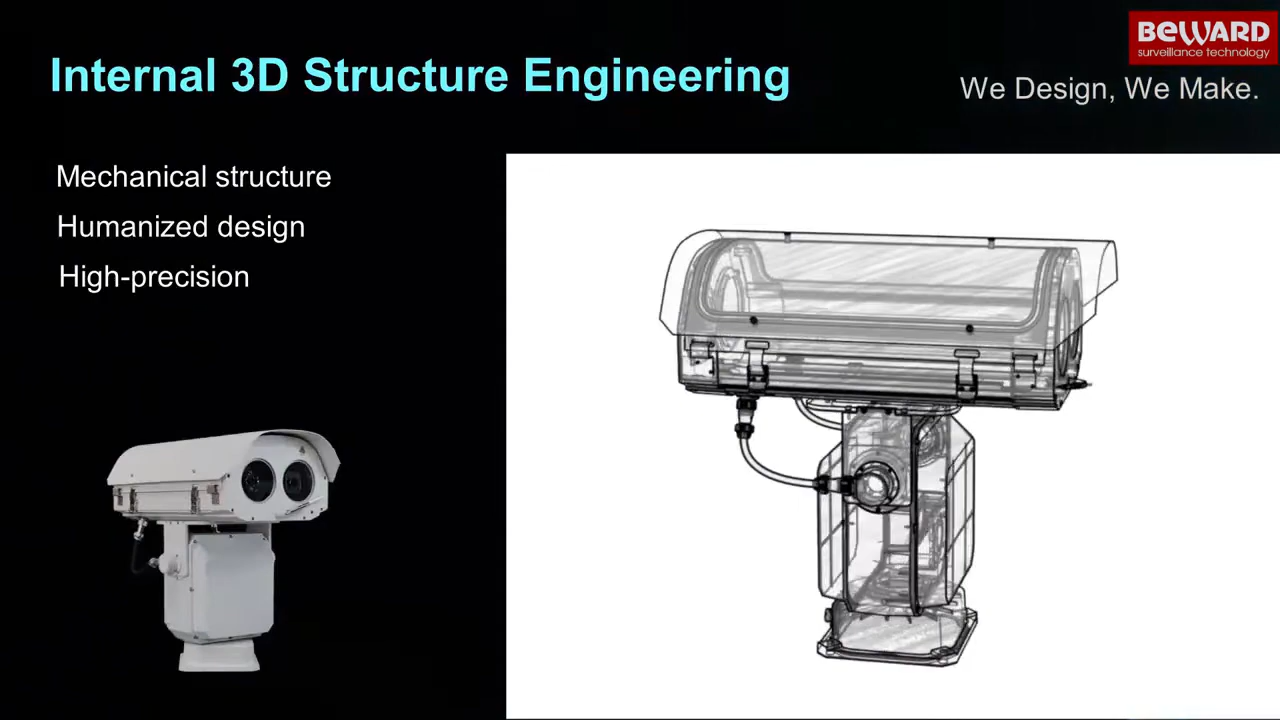 BEWARD
surveillance technology
Internal 3D Structure Engineering
We Design, We Make.
Mechanical structure
Humanized design
High-precision